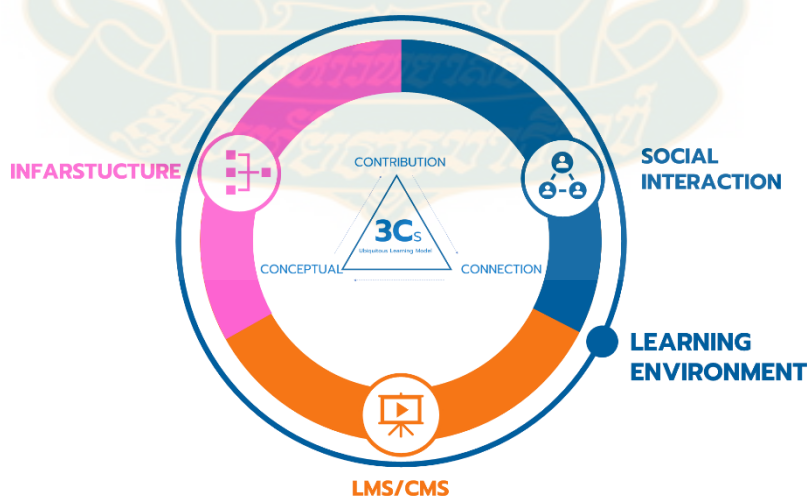 CONTRIBUTION
INFARSTUCTURE
SOCIAL
INTERACTION
3Cs
Ubiquitous Learning Model
CONCEPTUAL
CONNECTION
LEARNING
ENVIRONMENT
LMS/CMS